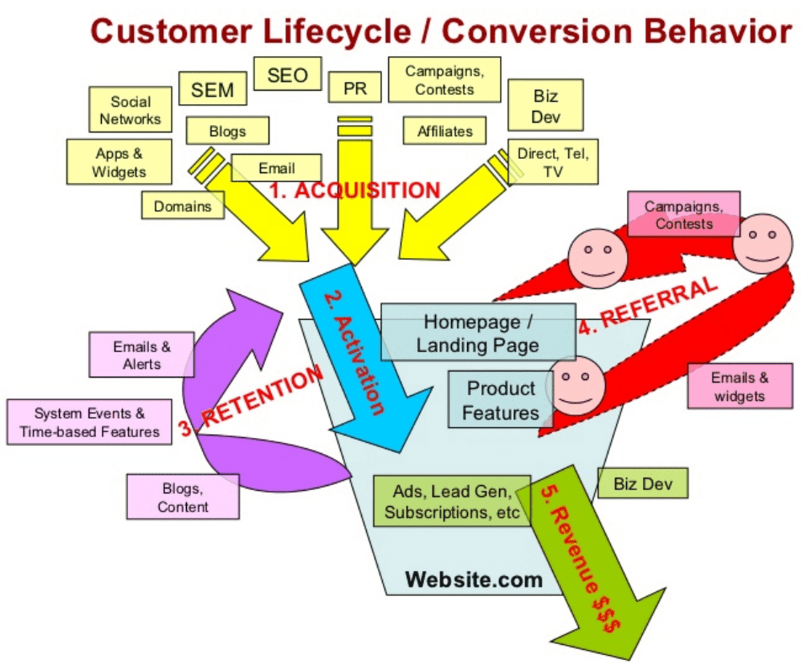 Customer Lifecycle / Conversion Behavior
SEO
SEM
PR
Campaigns,
Contests
Biz
Dev
Social
Networks
Blogs
Affiliates
Apps &
Widgets
Email
Direct, Tel,
TV
Domains
1. ACQUISITION
Campaigns,
Contests
2. Activation
Homepage /
Landing Page
4. REFERRAL
Emails &
Alerts
3. RETENTION
Product
Features
Emails &
widgets
System Events &
Time-based Features
Blogs,
Content
Ads, Lead Gen,
Subscriptions, etc
Biz Dev
5. Revenue $$$
Website.com